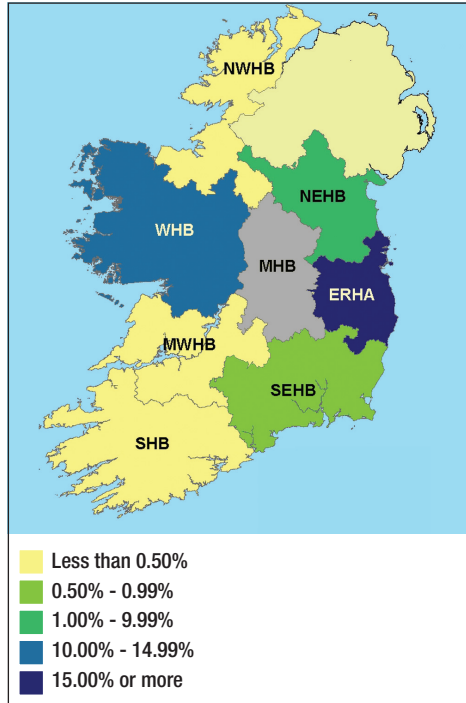 NWHB
NEHB
WHB
MHB
ERHA
MWHB
SEHB
SHB
Less than 0.50%
0.50% - 0.99%
1.00% - 9.99%
10.00% - 14.99%
15.00% or more